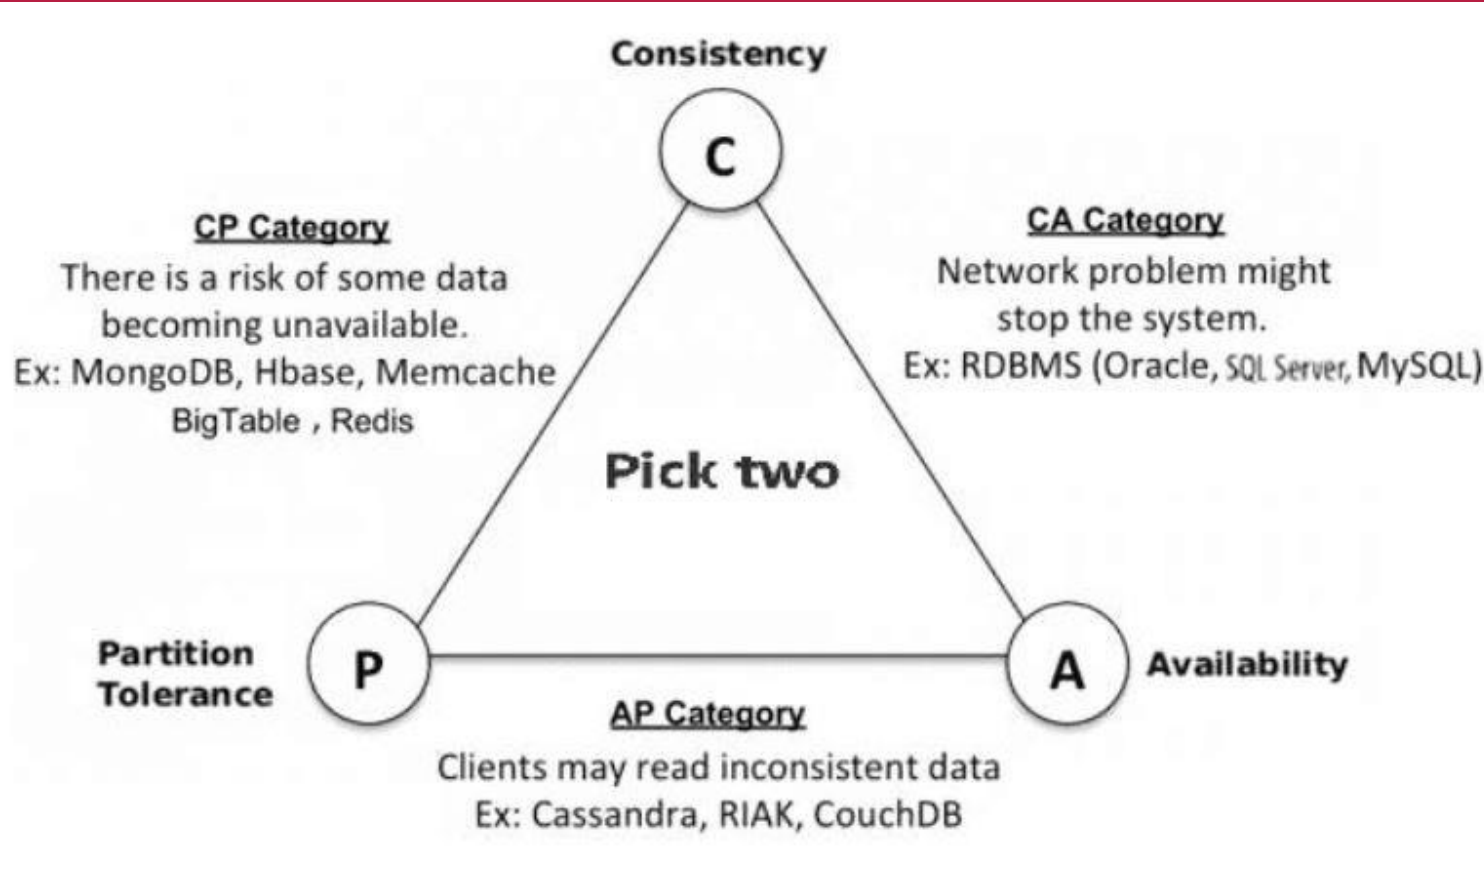 Consistency
C
CP Category
There is a risk of some data
becoming unavailable.
Ex: MongoDB, Hbase, Memcache
BigTable , Redis
CA Category
Network problem might
stop the system.
Ex: RDBMS (Oracle, SQL Server, MySQL)
Pick two
Partition
Tolerance
P
A
Availability
AP Category
Clients may read inconsistent data
Ex: Cassandra, RIAK, CouchDB